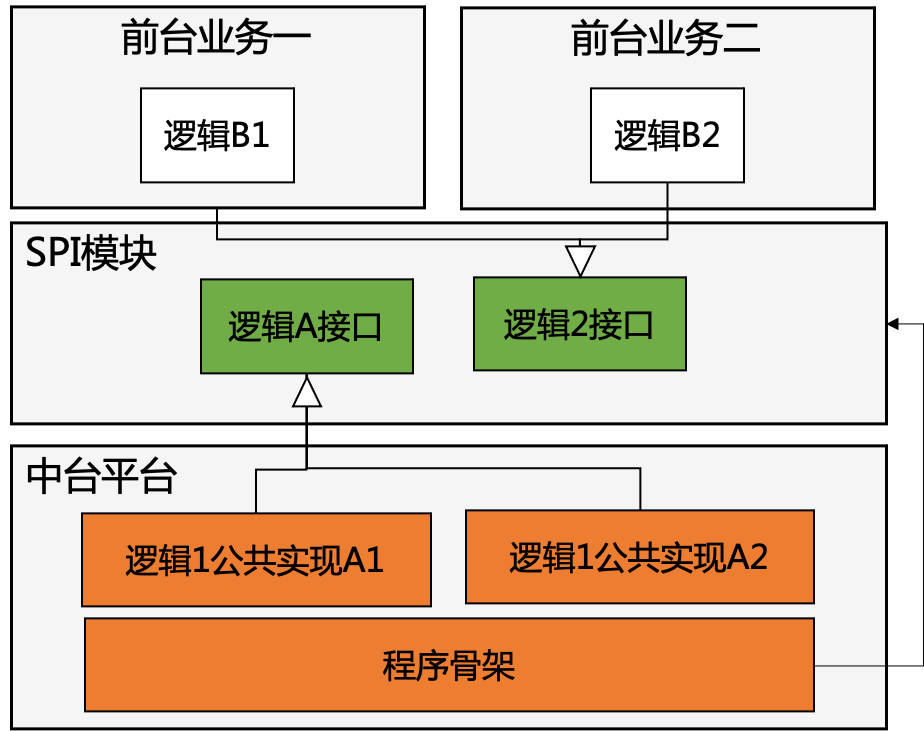 前台业务一
前台业务二
逻辑B1
逻辑B2
SPI模块
逻辑A接口
逻辑2接口
中台平台
逻辑1公共实现A1
逻辑1公共实现A2
程序骨架